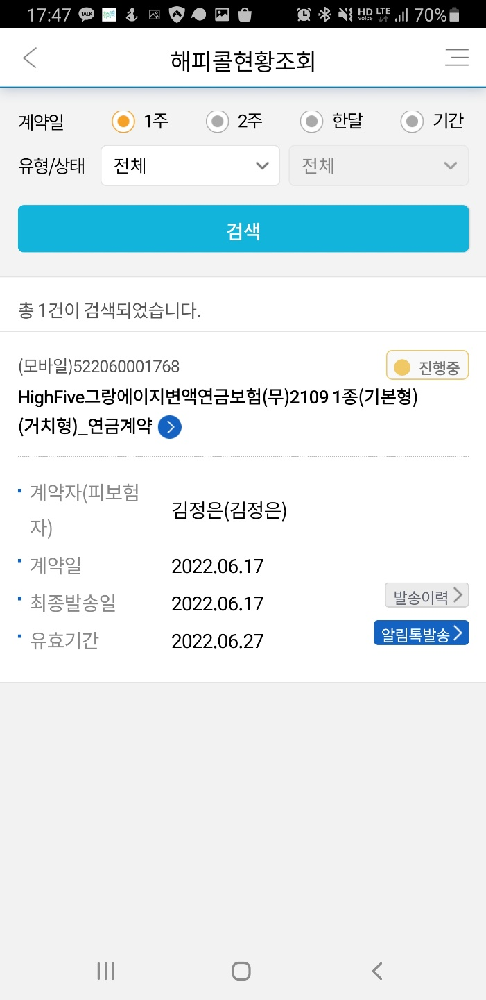 17:47 TALK HD voice LTE 70%
해피콜현황조회
계약일 1주 2주 한달 기간
유형/상태 전체 전체
검색
총 1건이 검색되었습니다.
(모바일)522060001768 진행중
HighFive그랑에이지변액연금보험(무)2109 1종(기본형)
(거치형)_연금계약
계약자(피보험
자)
김정은(김정은)
계약일 2022.06.17
최종발송일 2022.06.17 발송이력
유효기간 2022.06.27 알림톡발송